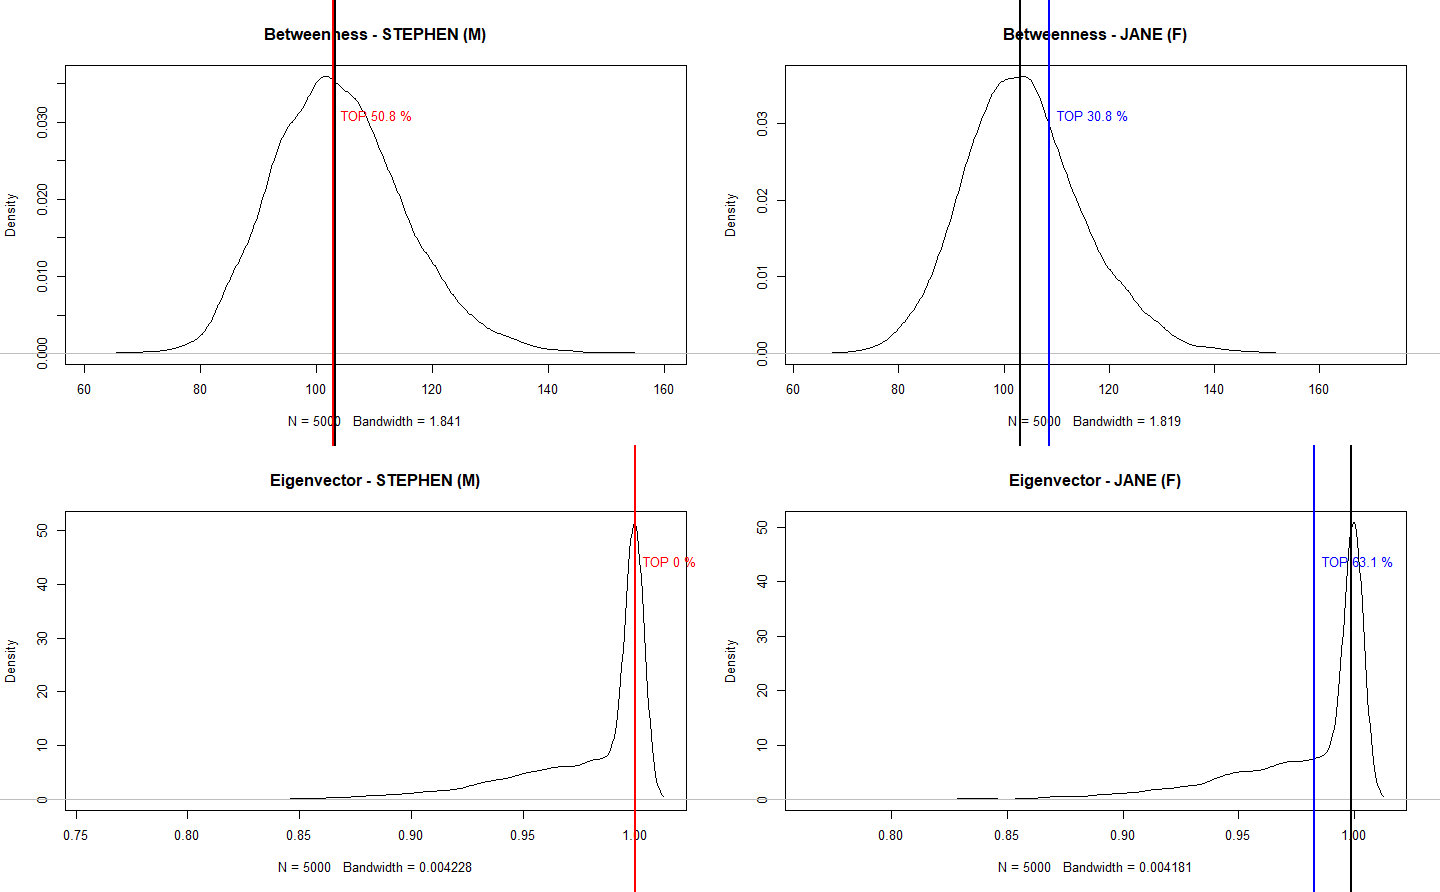 Betweenness - STEPHEN (M)
TOP 50.8 %
Density
0.000 0.010 0.020 0.030
60 80 100 120 140 160
N = 5000 Bandwidth = 1.841
Betweenness - JANE (F)
TOP 30.8 %
Density
0.00 0.01 0.02 0.03
60 80 100 120 140 160
N = 5000 Bandwidth = 1.819
Eigenvector - STEPHEN (M)
TOP 0 %
Density
0 10 20 30 40 50
0.75 0.80 0.85 0.90 0.95 1.00
N = 5000 Bandwidth = 0.004228
Eigenvector - JANE (F)
TOP 63.1 %
Density
0 10 20 30 40 50
0.80 0.85 0.90 0.95 1.00
N = 5000 Bandwidth = 0.004181